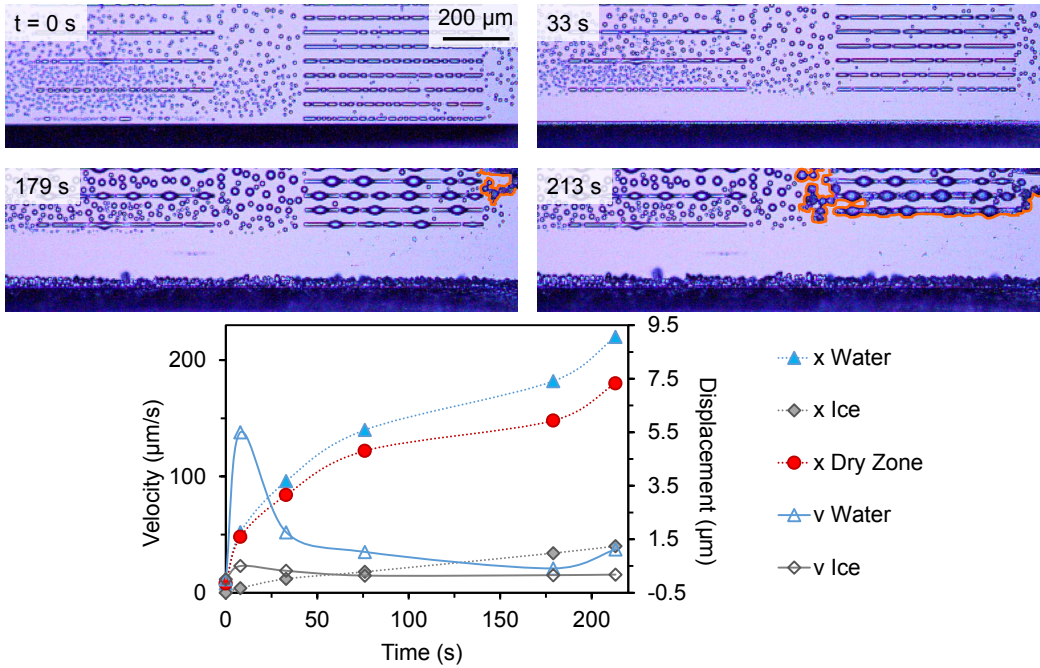 t = 0 s
200 µm
33 s
179 s
213 s
200
100
0
Velocity (µm/s)
9.5
7.5
5.5
3.5
1.5
-0.5
Displacement (µm)
0
50
100
150
200
Time (s)
x Water
x Ice
x Dry Zone
v Water
v Ice